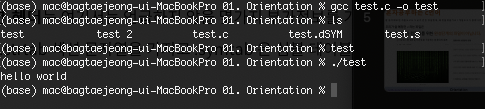 (base) mac@bagtaejeong-ui-MacBookPro 01. Orientation % gcc test.c -o test
(base) mac@bagtaejeong-ui-MacBookPro 01. Orientation % ls
test test 2 test.c test.dSYM test.s
(base) mac@bagtaejeong-ui-MacBookPro 01. Orientation % test
(base) mac@bagtaejeong-ui-MacBookPro 01. Orientation % ./test
hello world
(base) mac@bagtaejeong-ui-MacBookPro 01. Orientation %